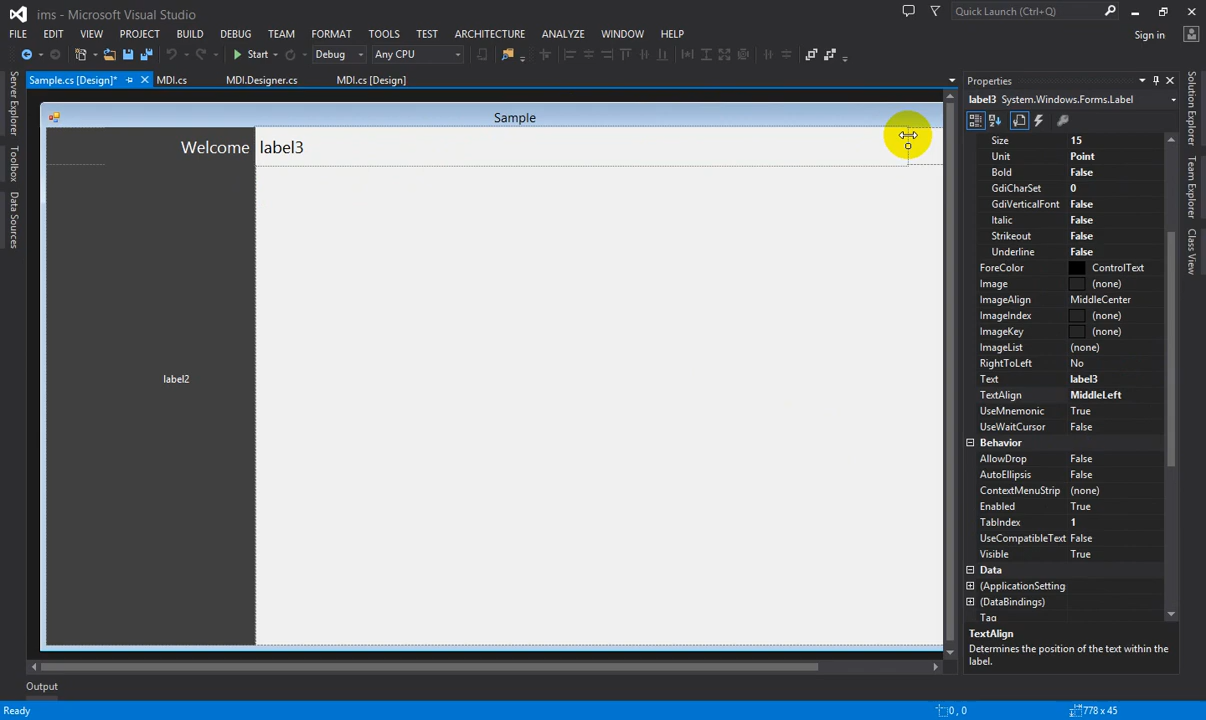 ims - Microsoft Visual Studio
Quick Launch (Ctrl+Q)
FILE EDIT VIEW PROJECT BUILD DEBUG TEAM FORMAT TOOLS TEST ARCHITECTURE ANALYZE WINDOW HELP
Sign in
Start Debug Any CPU
Sample.cs [Design]* MDI.cs MDI.Designer.cs MDI.cs [Design]
Properties
label3 System.Windows.Forms.Label
Server Explorer
Toolbox
Data Sources
Sample
Welcome label3
label2
Size 15
Unit Point
Bold False
GdiCharSet 0
GdiVerticalFont False
Italic False
Strikeout False
Underline False
ForeColor ControlText
Image (none)
ImageAlign MiddleCenter
ImageIndex (none)
ImageKey (none)
ImageList (none)
RightToLeft No
Text label3
TextAlign MiddleLeft
UseMnemonic True
UseWaitCursor False
Behavior
AllowDrop False
AutoEllipsis False
ContextMenuStrip (none)
Enabled True
TabIndex 1
UseCompatibleText False
Visible True
Data
(ApplicationSetting
(DataBindings)
Tag
TextAlign
Determines the position of the text within the
label.
Solution Explorer
Team Explorer
Class View
Output
Ready
0 , 0
778 x 45